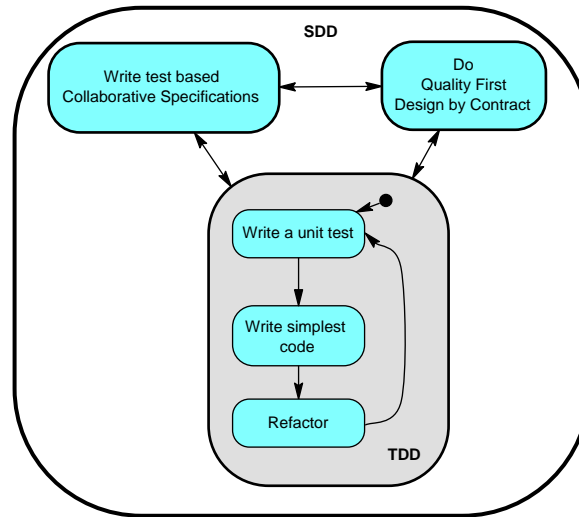 SDD
Write test based
Collaborative Specifications
Do
Quality First
Design by Contract
Write a unit test
Write simplest
code
Refactor
TDD